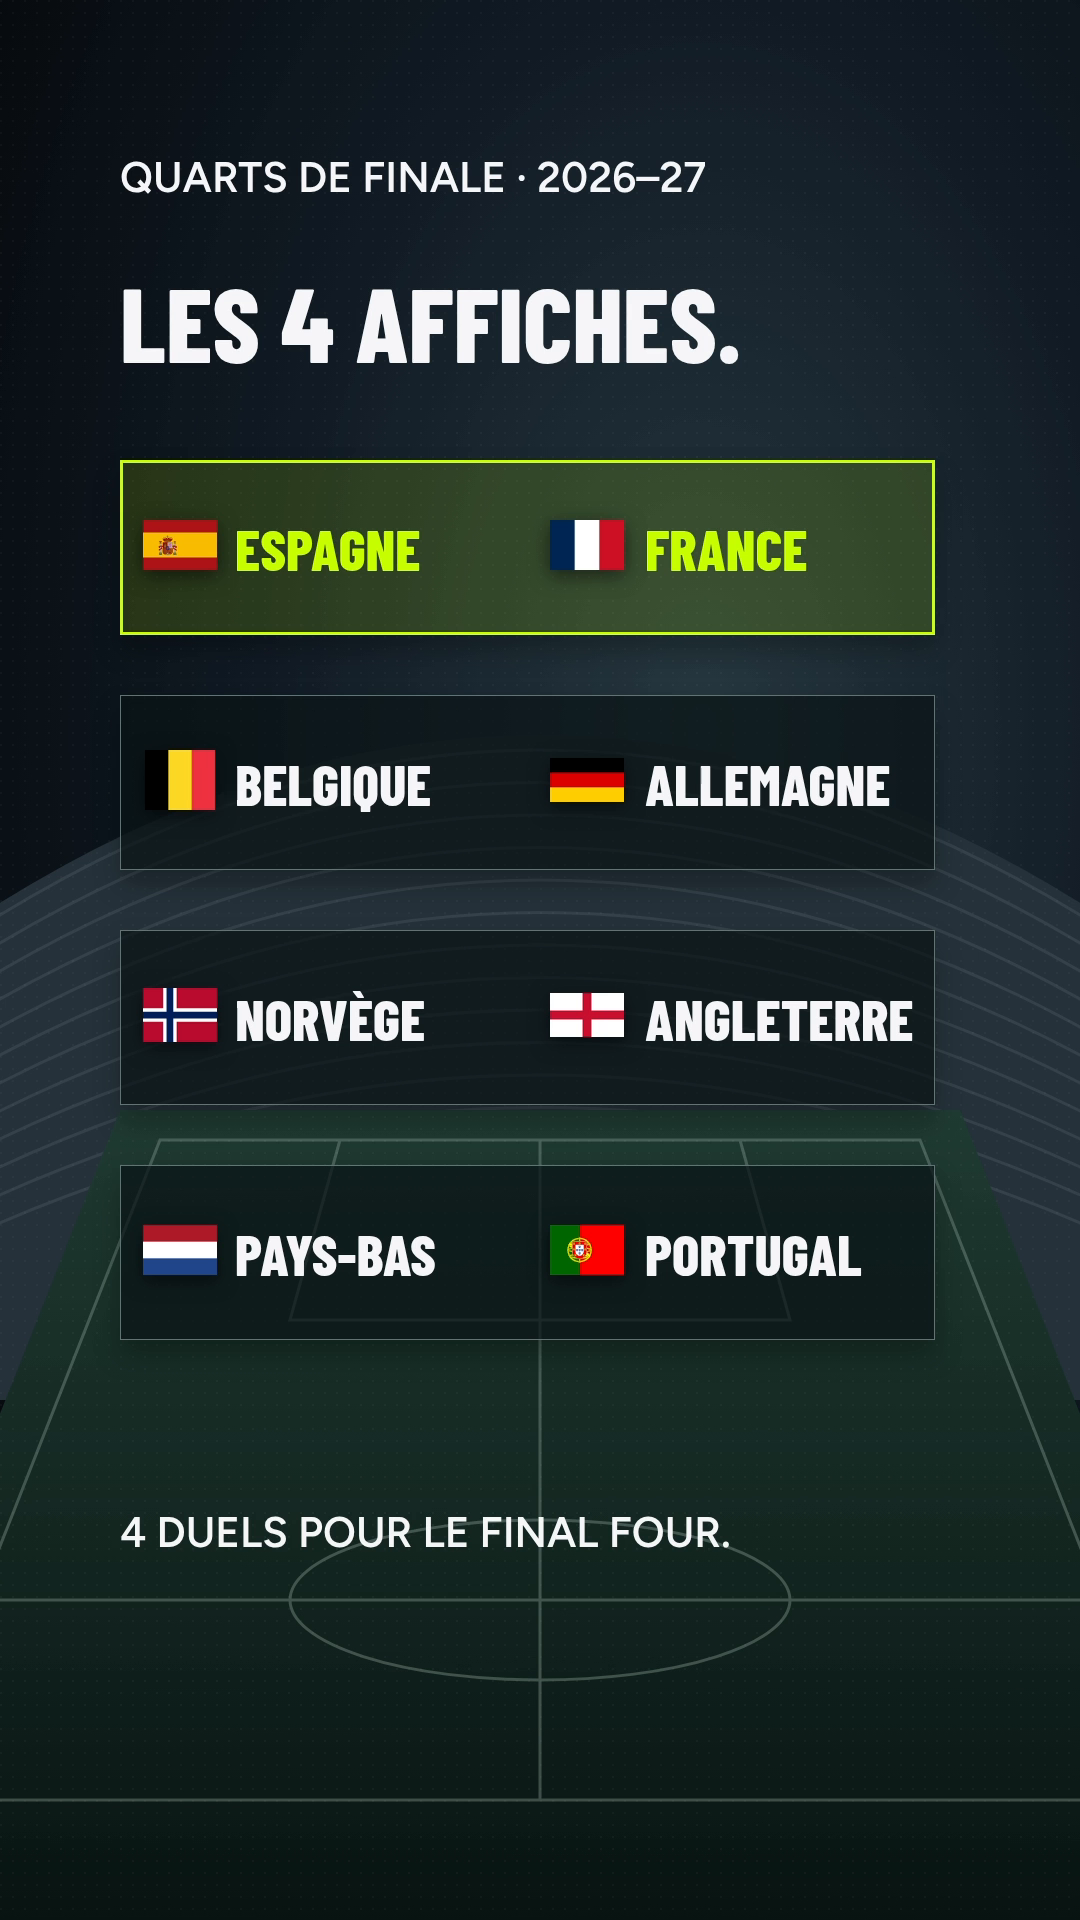 QUARTS DE FINALE · 2026–27
LES 4 AFFICHES.
ESPAGNE FRANCE
BELGIQUE ALLEMAGNE
NORVÈGE ANGLETERRE
PAYS-BAS PORTUGAL
4 DUELS POUR LE FINAL FOUR.